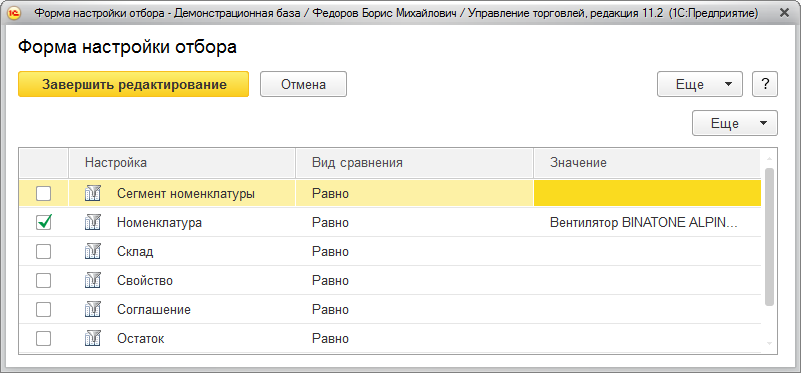 Форма настройки отбора - Демонстрационная база / Федоров Борис Михайлович / Управление торговлей, редакция 11.2 (1С:Предприятие)
Форма настройки отбора
Завершить редактирование Отмена Еще ?
Еще
Настройка Вид сравнения Значение
Сегмент номенклатуры Равно
Номенклатура Равно Вентилятор BINATONE ALPIN...
Склад Равно
Свойство Равно
Соглашение Равно
Остаток Равно